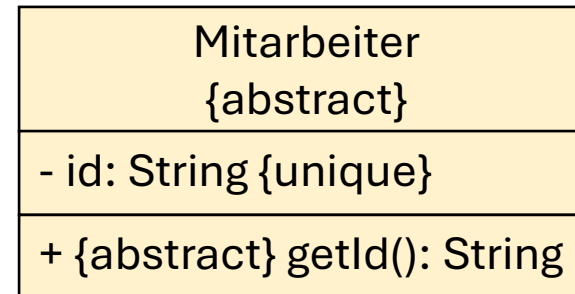 Mitarbeiter
{abstract}
- id: String {unique}
+ {abstract} getId(): String